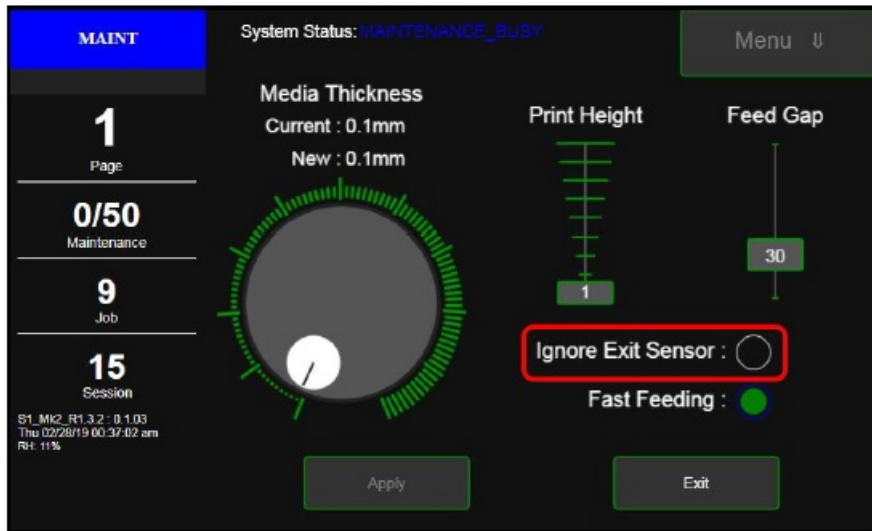 MAINT
System Status: MAINTENANCE_BUSY
Menu ⇓
1
Page
0/50
Maintenance
9
Job
15
Session
S1_Mk2_R1.3.2 : 0.1.03
Thu 02/28/19 00:37:02 am
RH: 11%
Media Thickness
Current : 0.1mm
New : 0.1mm
Print Height
1
Feed Gap
30
Ignore Exit Sensor :
Fast Feeding :
Apply
Exit